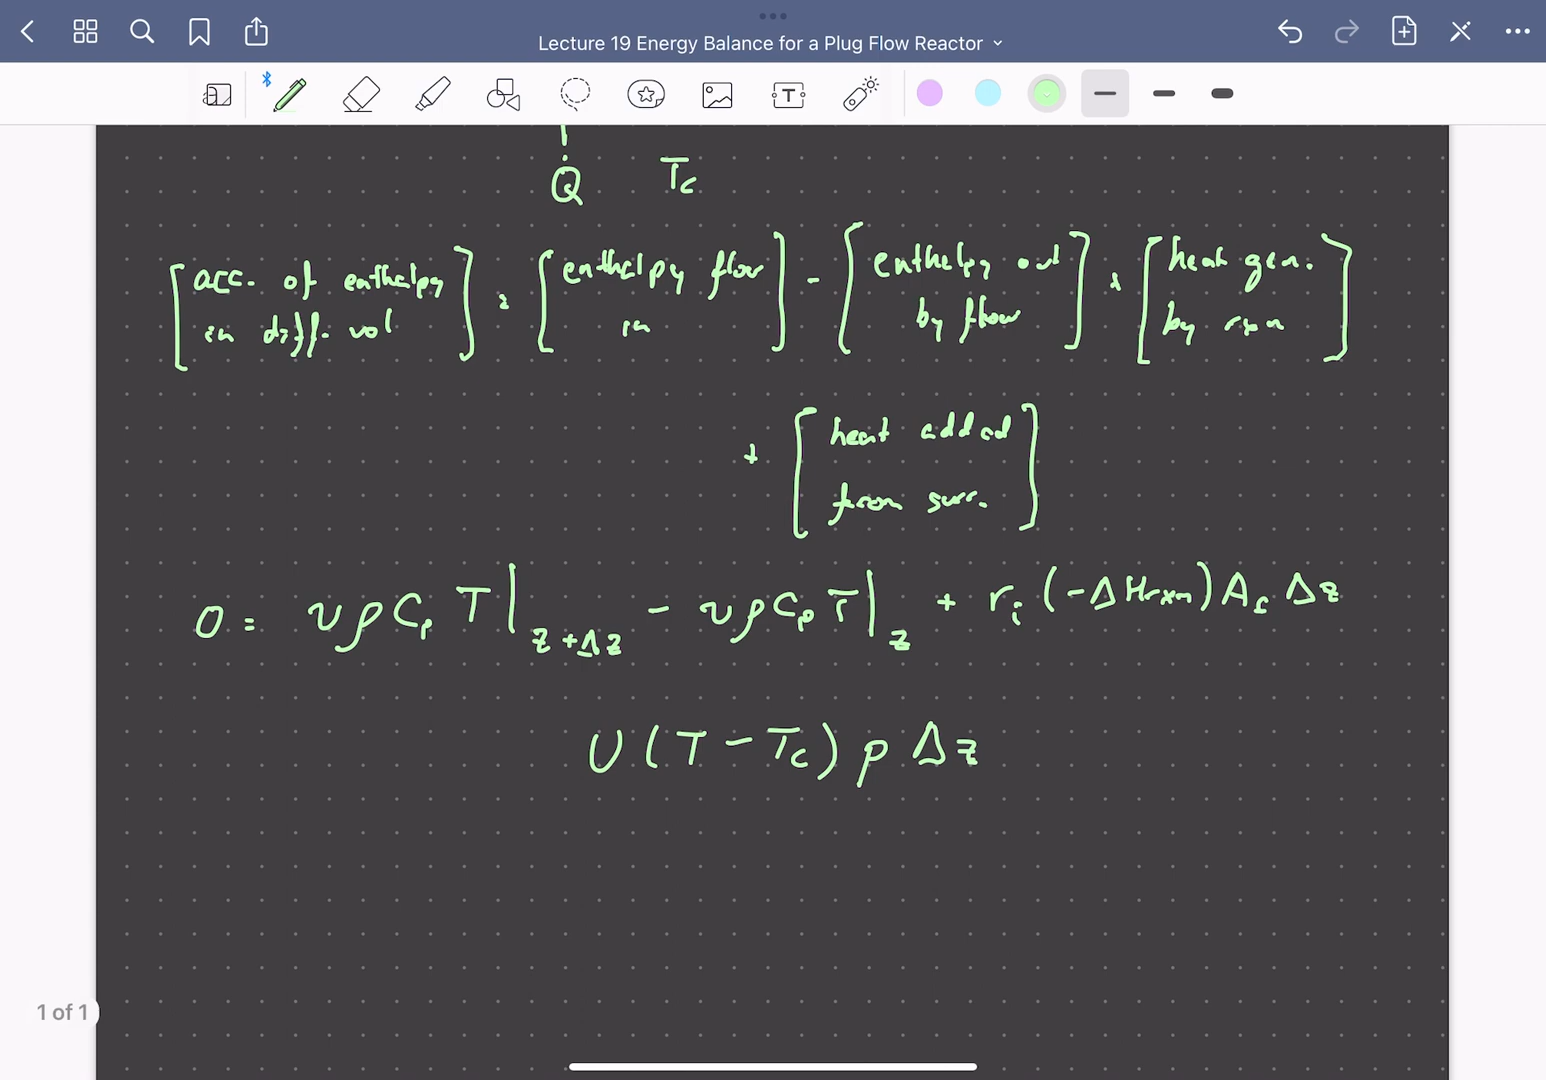 Lecture 19 Energy Balance for a Plug Flow Reactor
T
Q̇ T_c
[acc. of enthalpy in diff. vol] = [enthalpy flow in] - [enthalpy out by flow] + [heat gen. by rxn]
+ [heat added from surr.]
0 = vρC_p T|_{z+Δz} - vρC_p T|_z + r_i (-ΔH_rxn) A_c Δz
U (T - T_c) p Δz
1 of 1